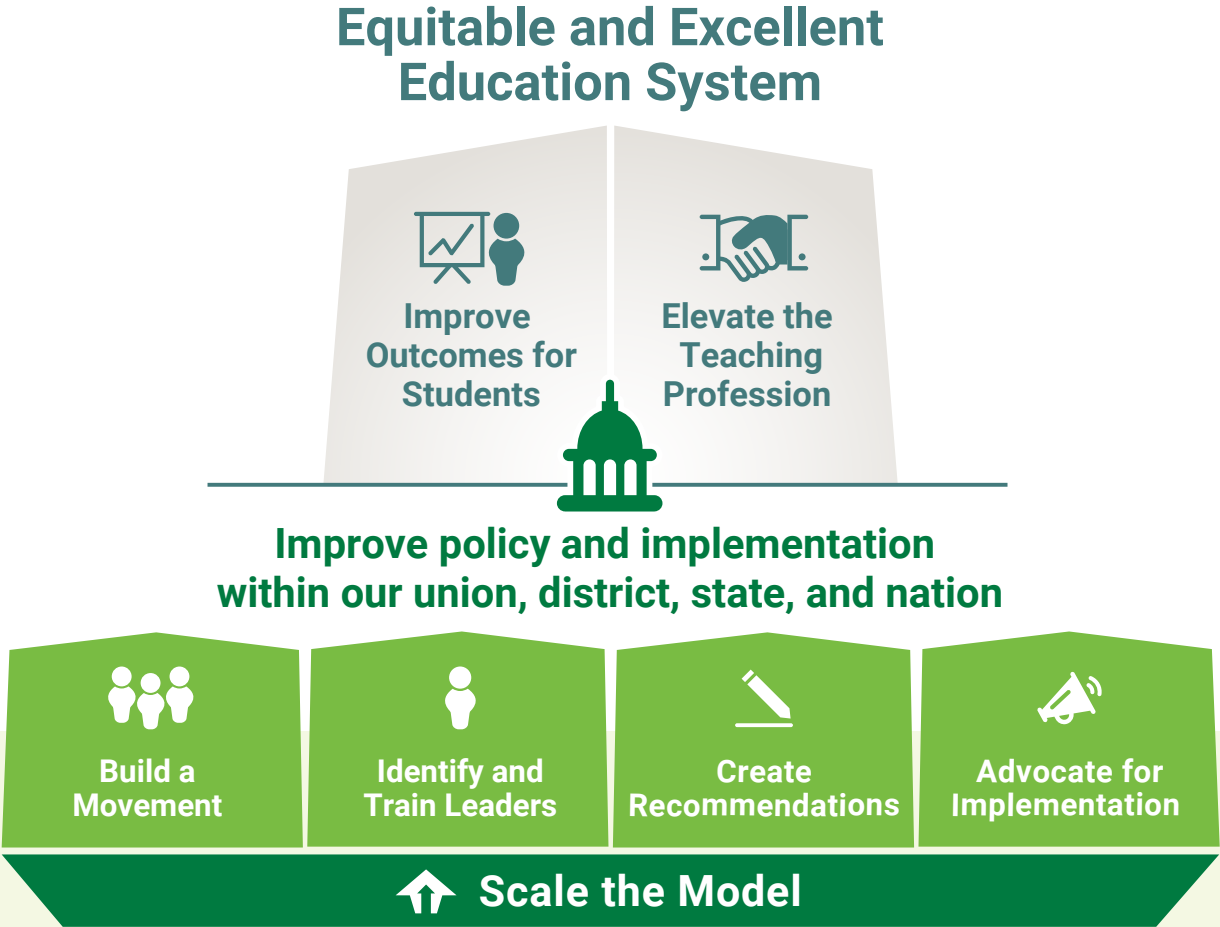 Equitable and Excellent
Education System
Improve
Outcomes for
Students
Elevate the
Teaching
Profession
Improve policy and implementation
within our union, district, state, and nation
Build a
Movement
Identify and
Train Leaders
Create
Recommendations
Advocate for
Implementation
Scale the Model